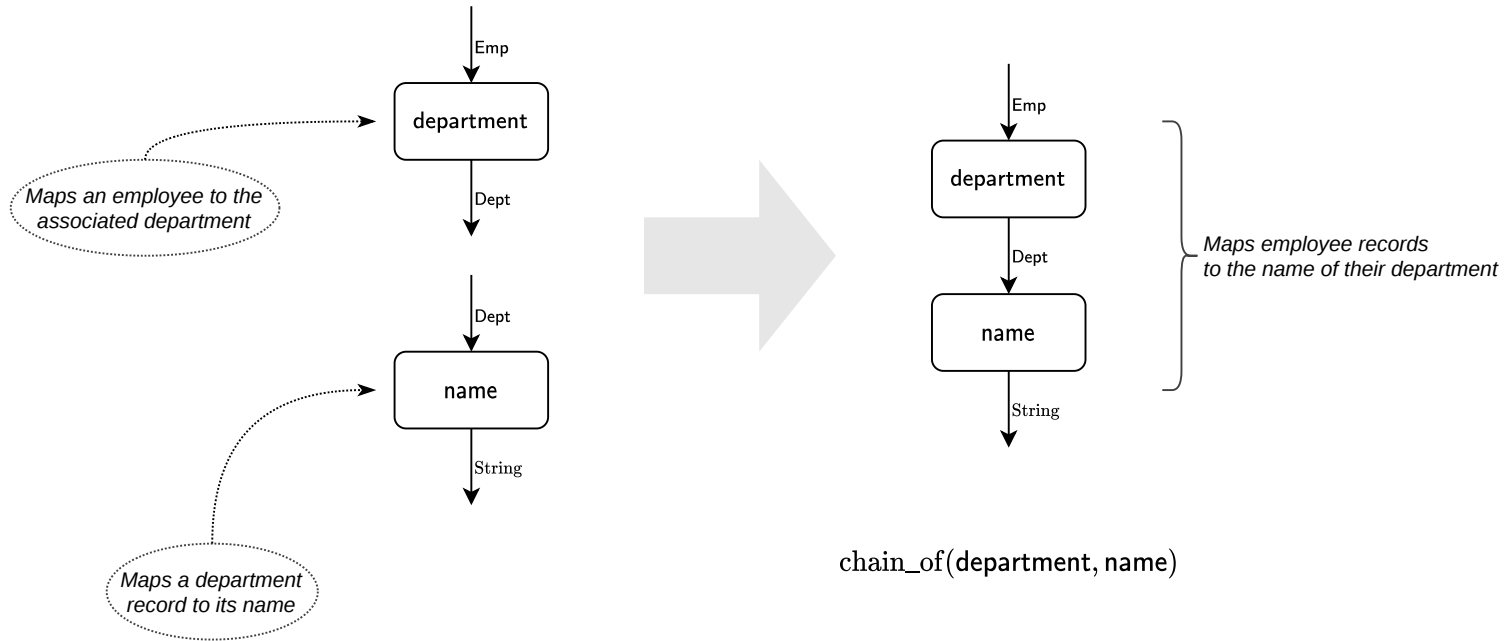 Emp
department
Maps an employee to the
associated department
Dept
Dept
name
String
Maps a department
record to its name
Emp
department
Dept
name
String
Maps employee records
to the name of their department
chain_of(department, name)